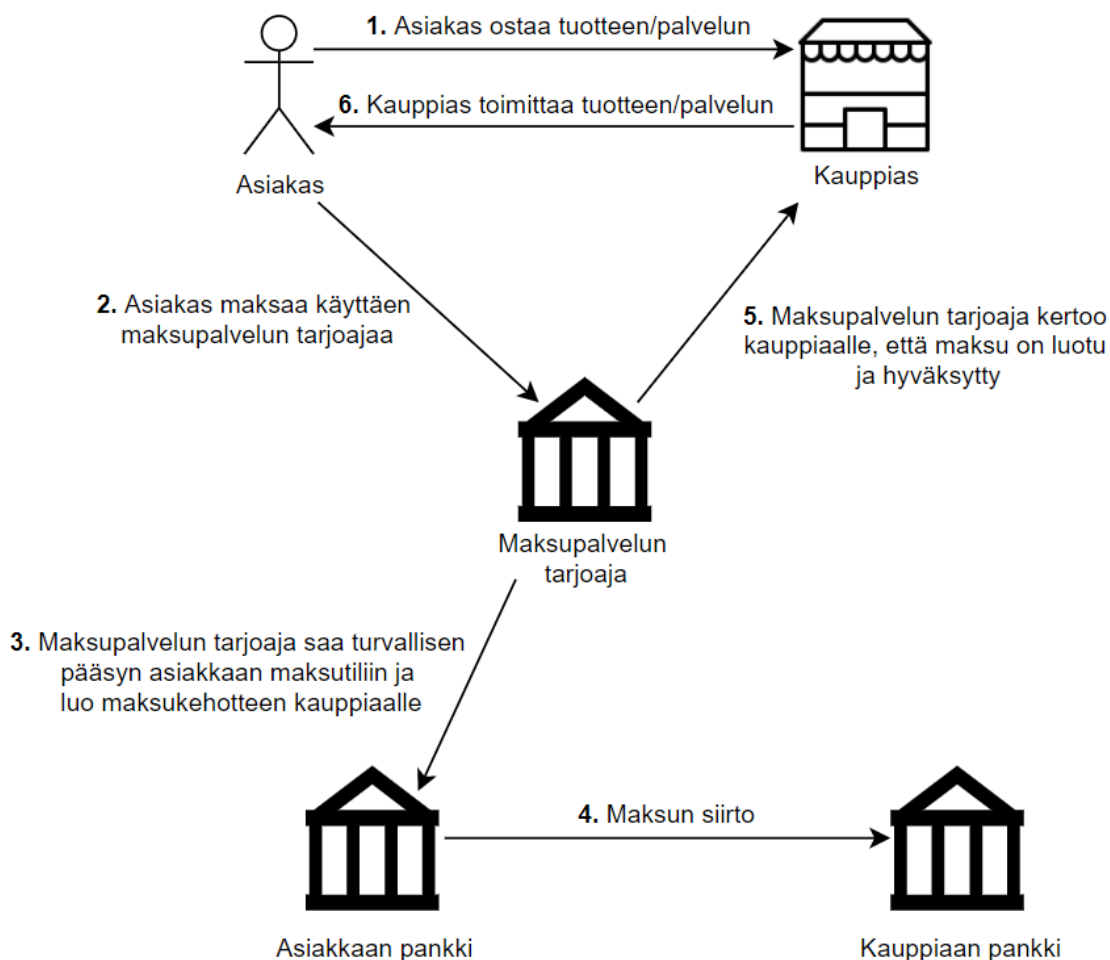 1. Asiakas ostaa tuotteen/palvelun
6. Kauppias toimittaa tuotteen/palvelun
Asiakas
Kauppias
2. Asiakas maksaa käyttäen
maksupalvelun tarjoajaa
5. Maksupalvelun tarjoaja kertoo
kauppiaalle, että maksu on luotu
ja hyväksytty
Maksupalvelun
tarjoaja
3. Maksupalvelun tarjoaja saa turvallisen
pääsyn asiakkaan maksutiliin ja
luo maksukehotteen kauppiaalle
4. Maksun siirto
Asiakkaan pankki
Kauppiaan pankki